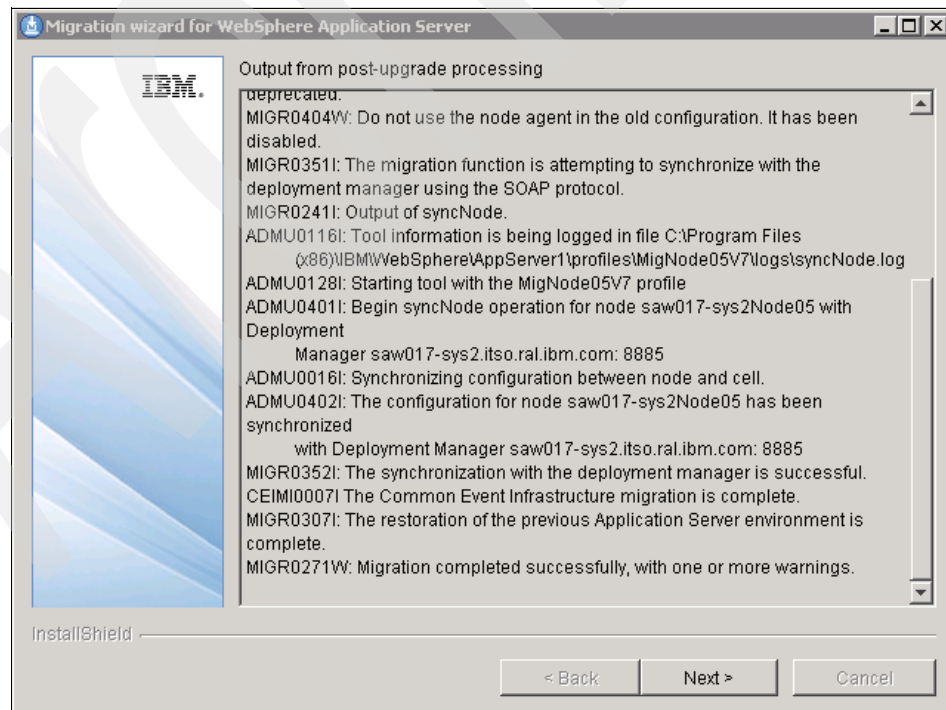 Migration wizard for WebSphere Application Server
IBM.
Output from post-upgrade processing
deprecated.
MIGR0404W: Do not use the node agent in the old configuration. It has been
disabled.
MIGR0351I: The migration function is attempting to synchronize with the
deployment manager using the SOAP protocol.
MIGR0241I: Output of syncNode.
ADMU0116I: Tool information is being logged in file C:\Program Files
(x86)\IBM\WebSphere\AppServer1\profiles\MigNode05V7\logs\syncNode.log
ADMU0128I: Starting tool with the MigNode05V7 profile
ADMU0401I: Begin syncNode operation for node saw017-sys2Node05 with
Deployment
Manager saw017-sys2.itso.ral.ibm.com: 8885
ADMU0016I: Synchronizing configuration between node and cell.
ADMU0402I: The configuration for node saw017-sys2Node05 has been
synchronized
with Deployment Manager saw017-sys2.itso.ral.ibm.com: 8885
MIGR0352I: The synchronization with the deployment manager is successful.
CEIMI0007I The Common Event Infrastructure migration is complete.
MIGR0307I: The restoration of the previous Application Server environment is
complete.
MIGR0271W: Migration completed successfully, with one or more warnings.
InstallShield
< Back
Next >
Cancel